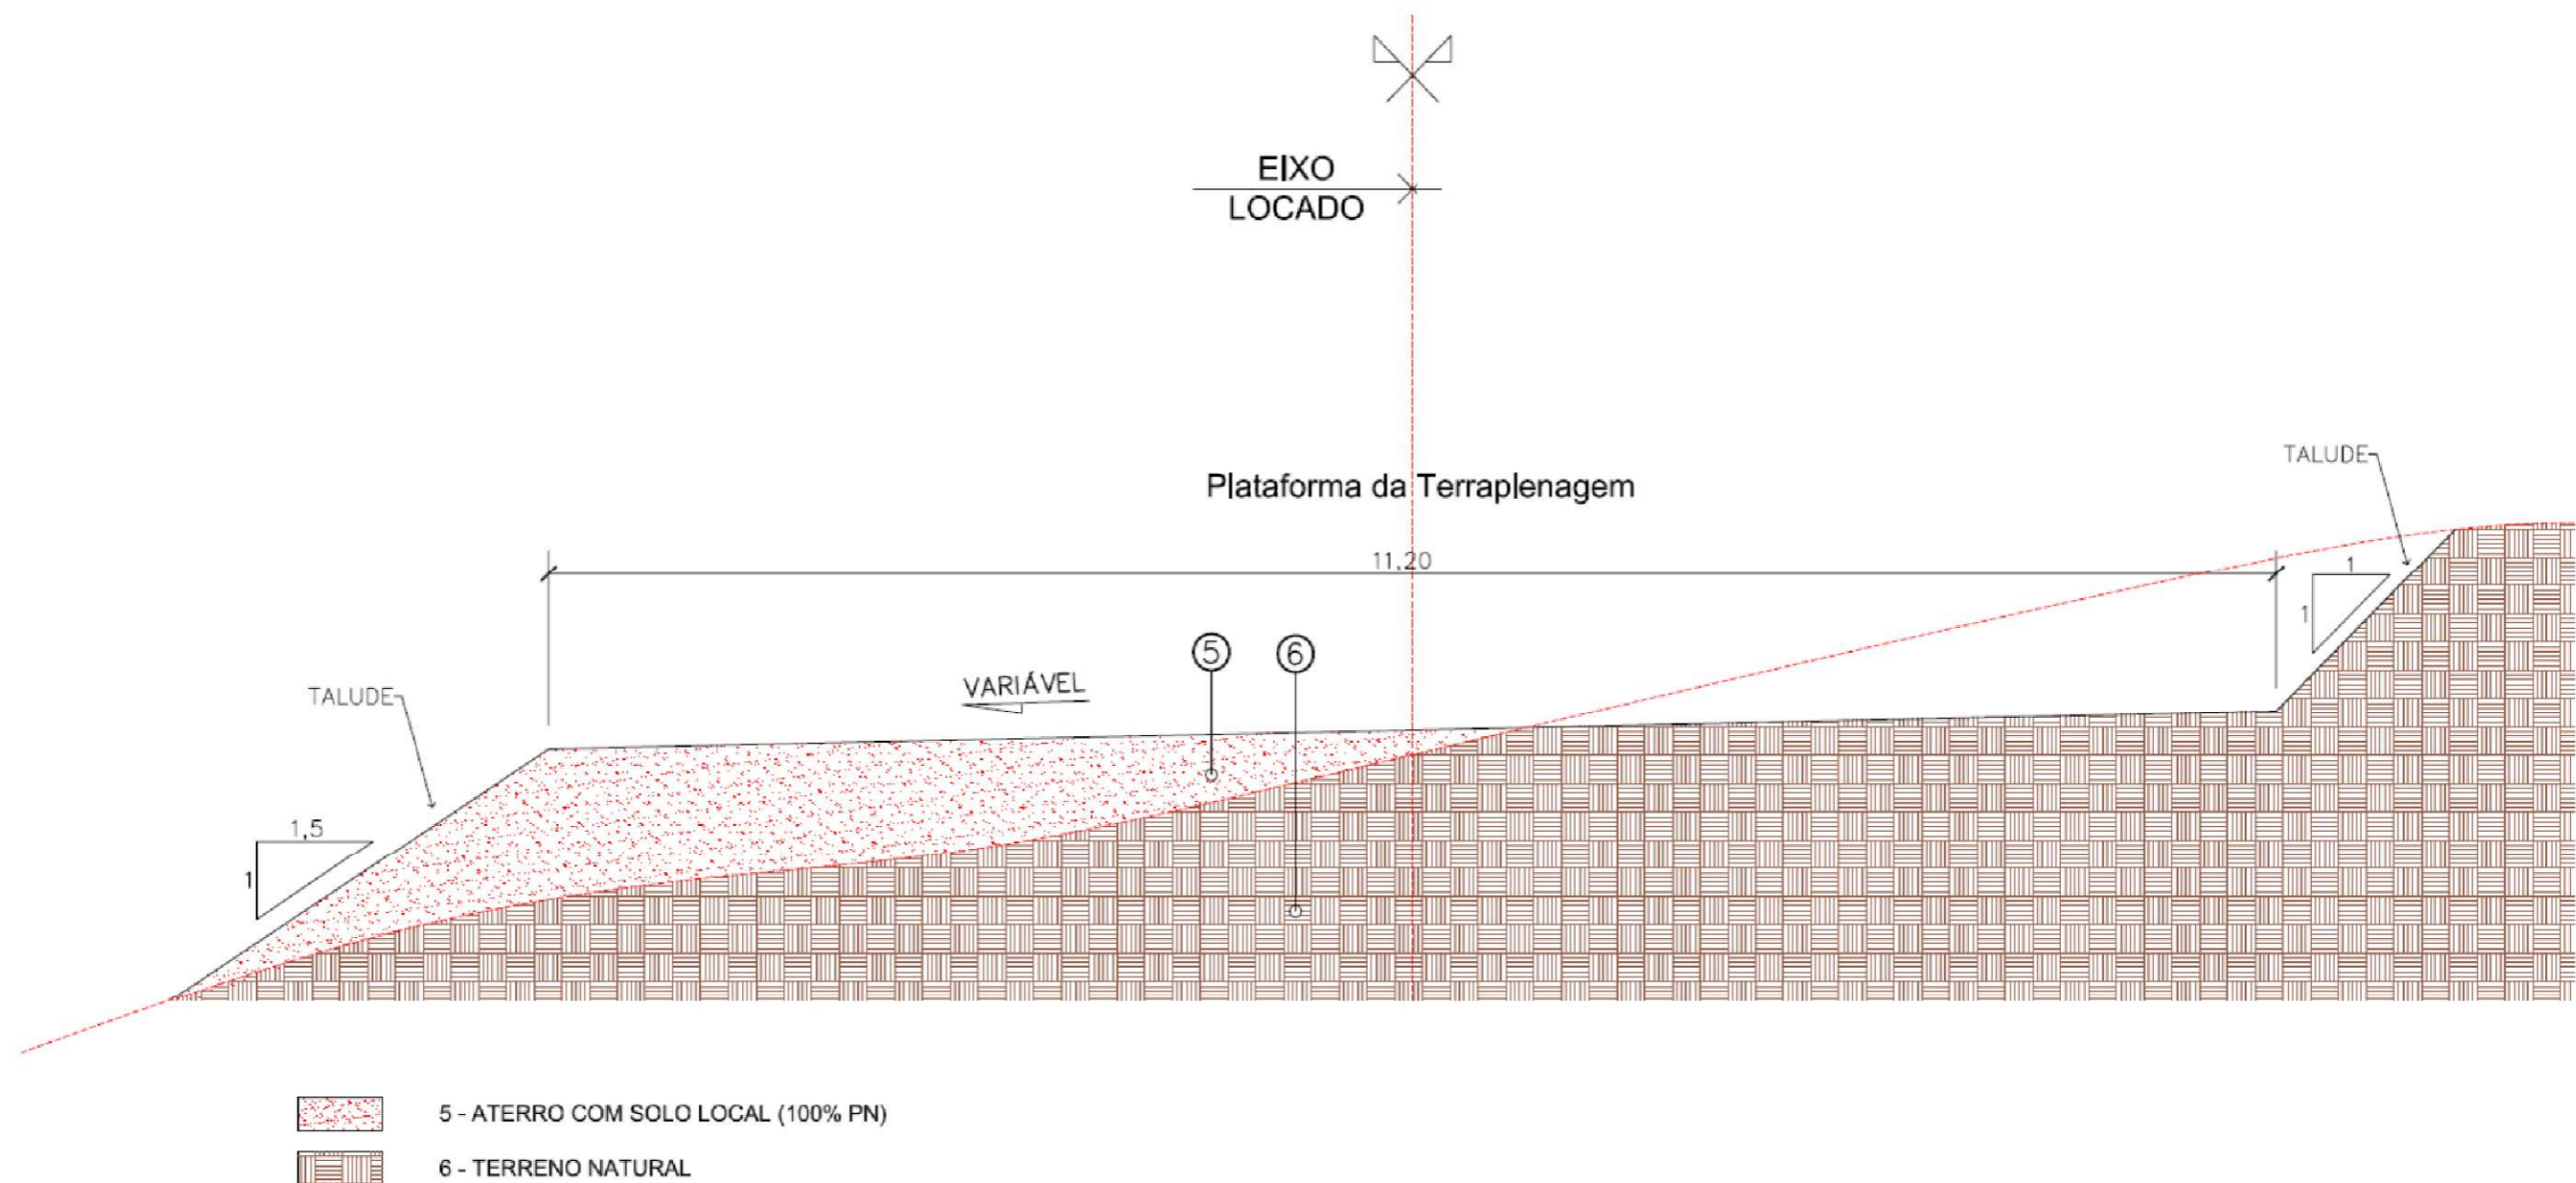 EIXO
LOCADO
TALUDE
Plataforma da Terraplenagem
11,20
1
1
5
6
VARIÁVEL
TALUDE
1,5
1
5 - ATERRO COM SOLO LOCAL (100% PN)
6 - TERRENO NATURAL